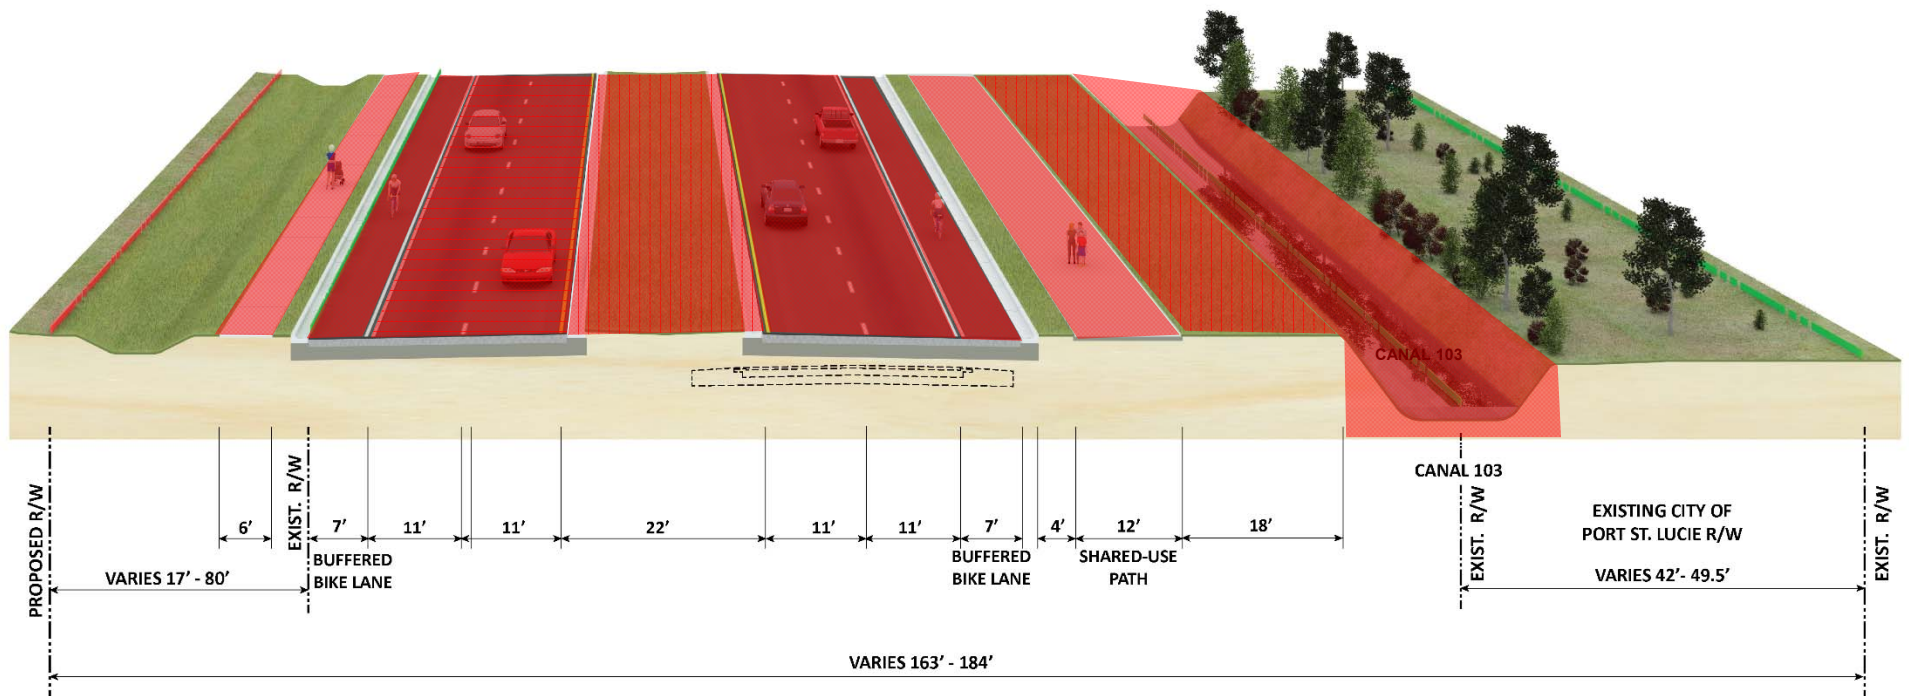 CANAL 103
CANAL 103
PROPOSED R/W
EXIST. R/W
EXIST. R/W
EXIST. R/W
6’
7’
11’
11’
22’
11’
11’
7’
4’
12’
18’
BUFFERED
BIKE LANE
BUFFERED
BIKE LANE
SHARED-USE
PATH
EXISTING CITY OF
PORT ST. LUCIE R/W
VARIES 17’ - 80’
VARIES 42’- 49.5’
VARIES 163’ - 184’